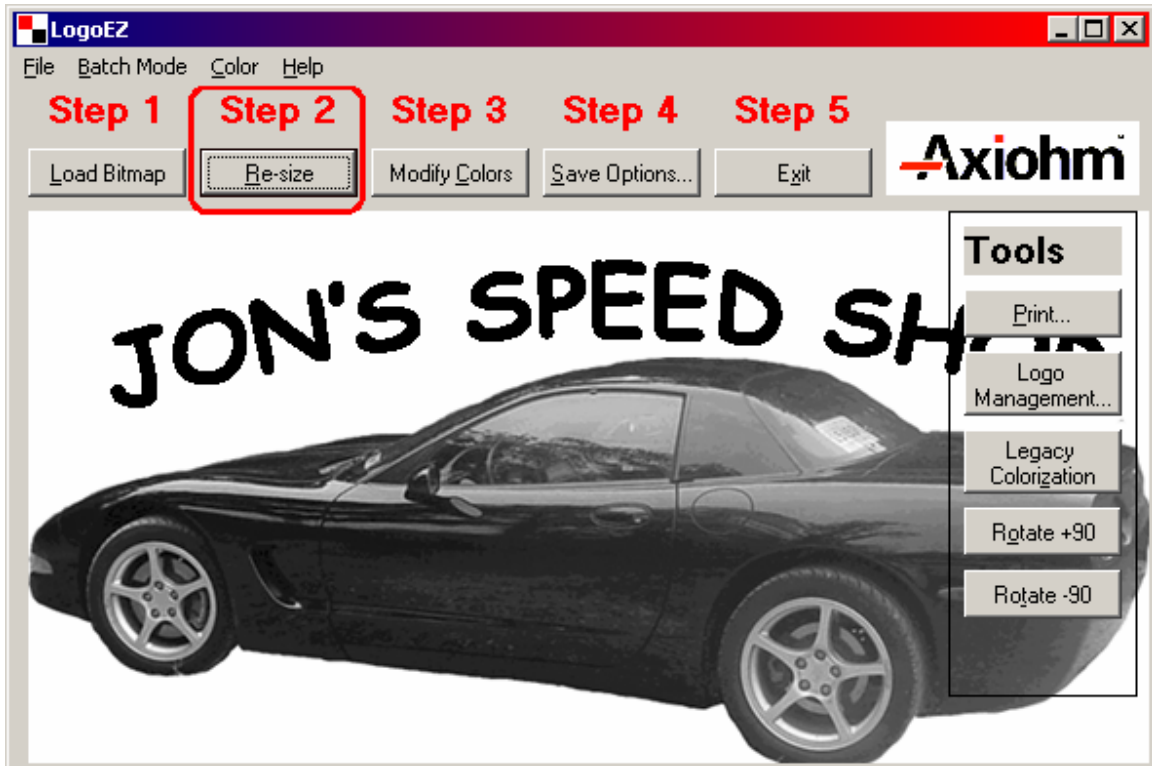 LogoEZ
File Batch Mode Color Help
Step 1 Step 2 Step 3 Step 4 Step 5
Load Bitmap Re-size Modify Colors Save Options... Exit
Axiohm
Tools
JON'S SPEED SHOP
Print...
Logo
Management...
Legacy
Colorization
Rotate +90
Rotate -90